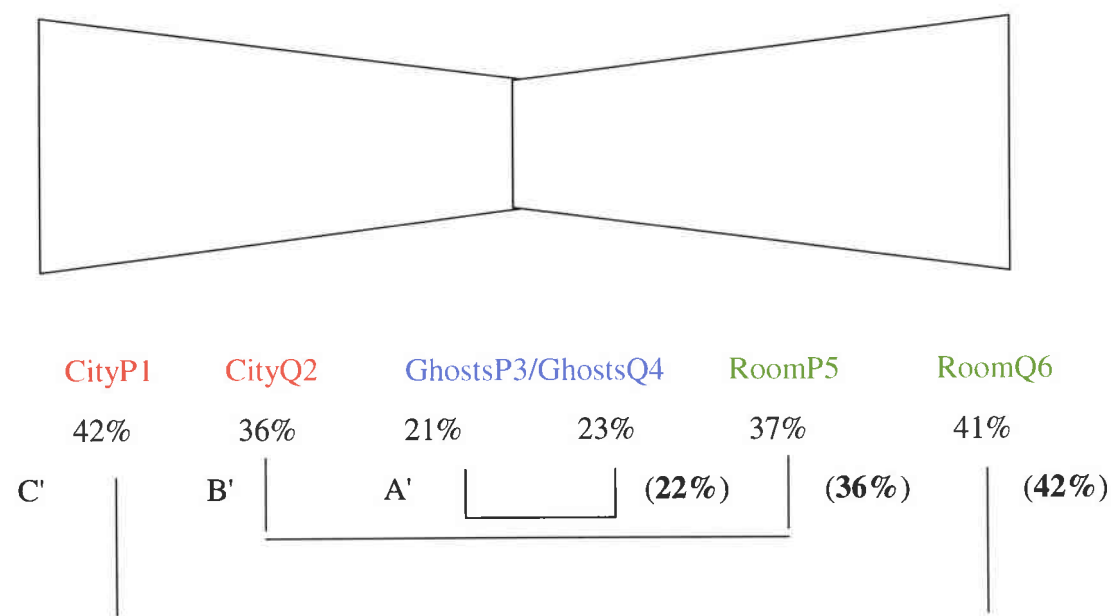 CityP1 CityQ2 GhostsP3/GhostsQ4 RoomP5 RoomQ6
42% 36% 21% 23% 37% 41%
C' B' A' (22%) (36%) (42%)